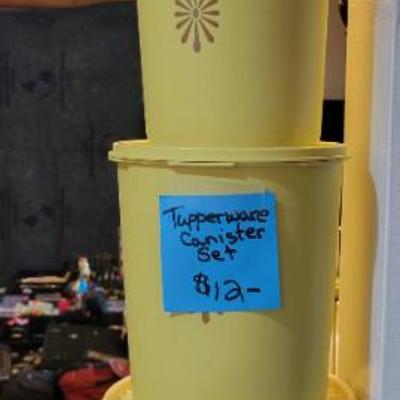 Tupperware
Canister
Set
$12-